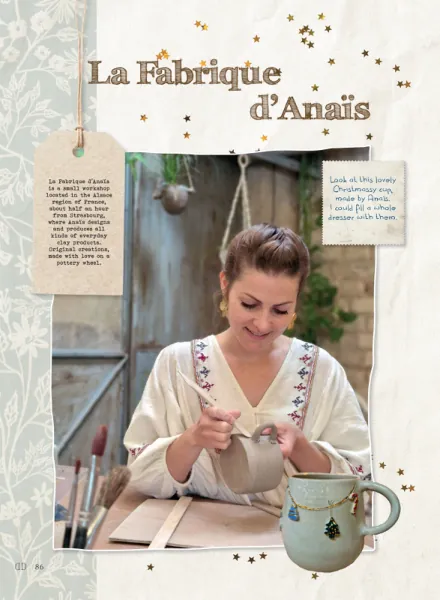 La Fabrique
d'Anaïs
La Fabrique d'Anaïs
is a small workshop
located in the Alsace
region of France,
about half an hour
from Strasbourg,
where Anaïs designs
and produces all
kinds of everyday
clay products.
Original creations,
made with love on a
pottery wheel.
Look at this lovely
Christmassy cup,
made by Anaïs.
I could fill a whole
dresser with them.
86